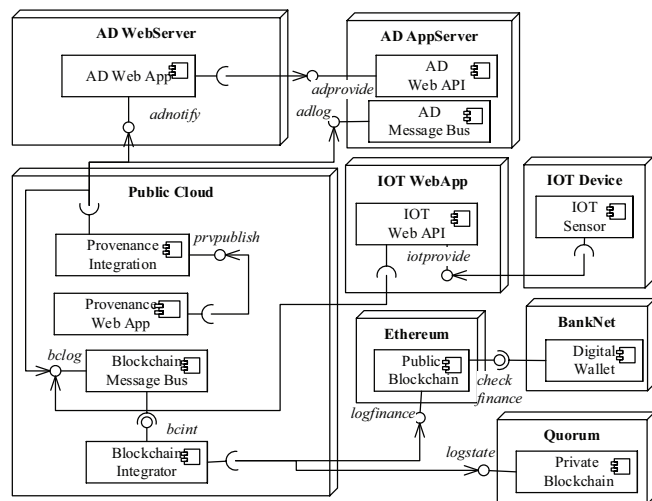 AD WebServer
AD Web App
adnotify
AD AppServer
AD
Web API
adprovide
adlog
AD
Message Bus
Public Cloud
Provenance
Integration
prvpublish
Provenance
Web App
bclog
Blockchain
Message Bus
bcint
Blockchain
Integrator
IOT WebApp
IOT
Web API
iotprovide
IOT Device
IOT
Sensor
Ethereum
Public
Blockchain
logfinance
check
finance
BankNet
Digital
Wallet
logstate
Quorum
Private
Blockchain